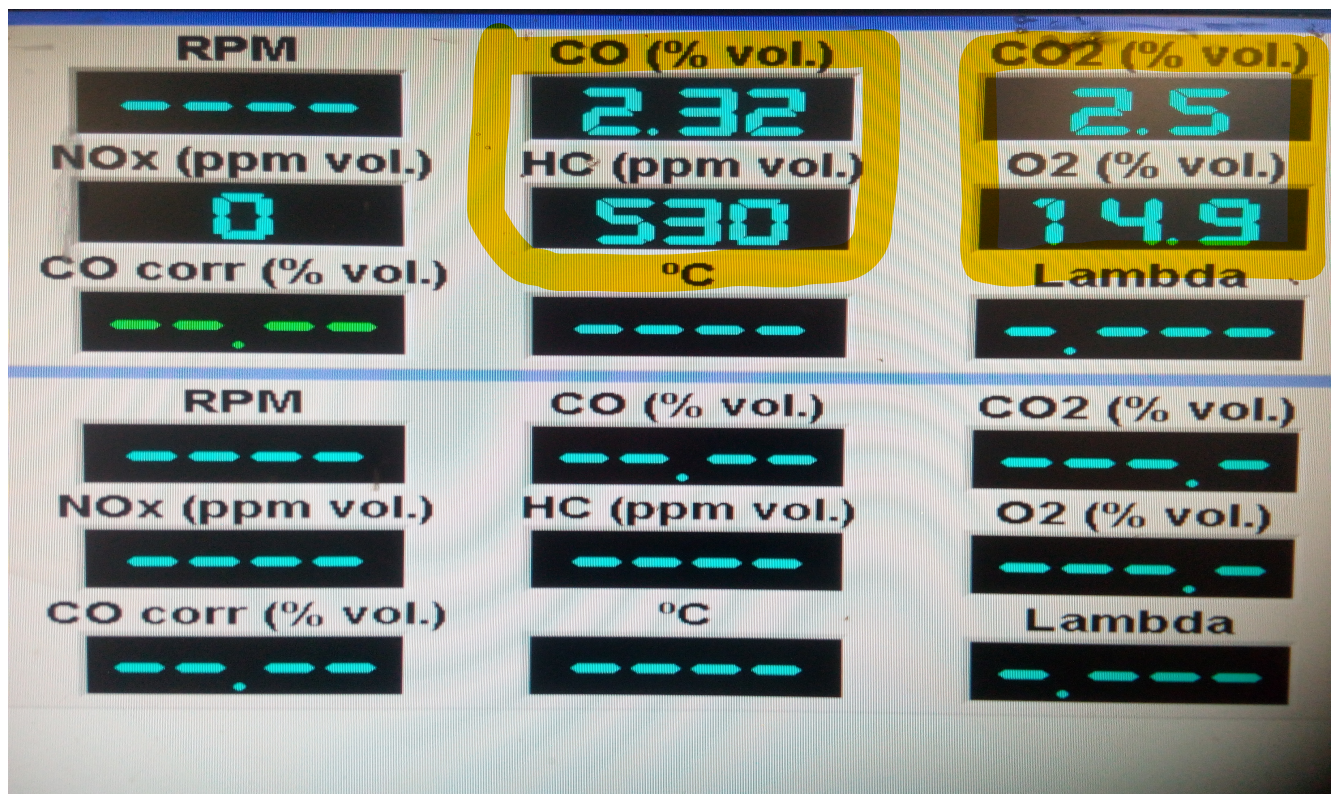 RPM CO (% vol.) CO2 (% vol.)
---- 2.32 2.5
NOx (ppm vol.) HC (ppm vol.) O2 (% vol.)
0 530 14.9
CO corr (% vol.) ºC Lambda
--.-- ---- -.---
RPM CO (% vol.) CO2 (% vol.)
---- --.-- ---.-
NOx (ppm vol.) HC (ppm vol.) O2 (% vol.)
---- ---- ---.-
CO corr (% vol.) ºC Lambda
--.-- ---- -.---